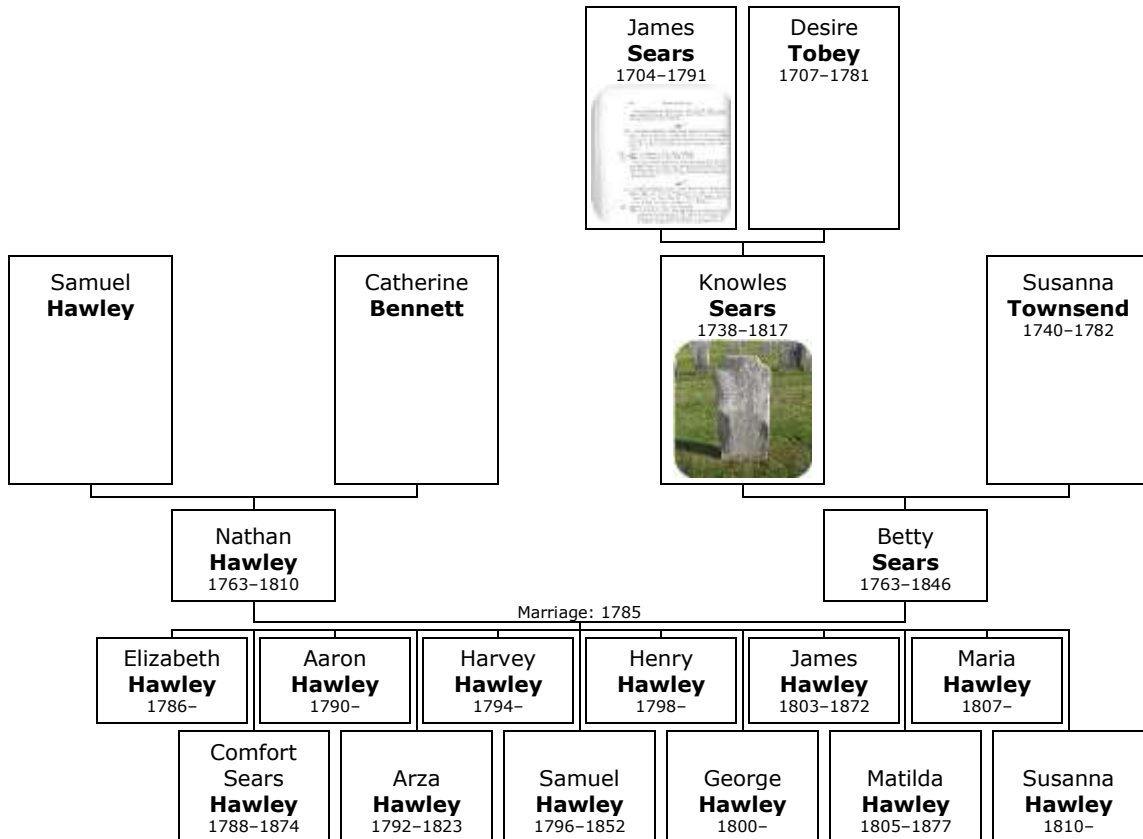 James
Sears
1704–1791
Desire
Tobey
1707–1781
Samuel
Hawley
Catherine
Bennett
Knowles
Sears
1738–1817
Susanna
Townsend
1740–1782
Nathan
Hawley
1763–1810
Betty
Sears
1763–1846
Marriage: 1785
Elizabeth
Hawley
1786–
Aaron
Hawley
1790–
Harvey
Hawley
1794–
Henry
Hawley
1798–
James
Hawley
1803–1872
Maria
Hawley
1807–
Comfort
Sears
Hawley
1788–1874
Arza
Hawley
1792–1823
Samuel
Hawley
1796–1852
George
Hawley
1800–
Matilda
Hawley
1805–1877
Susanna
Hawley
1810–